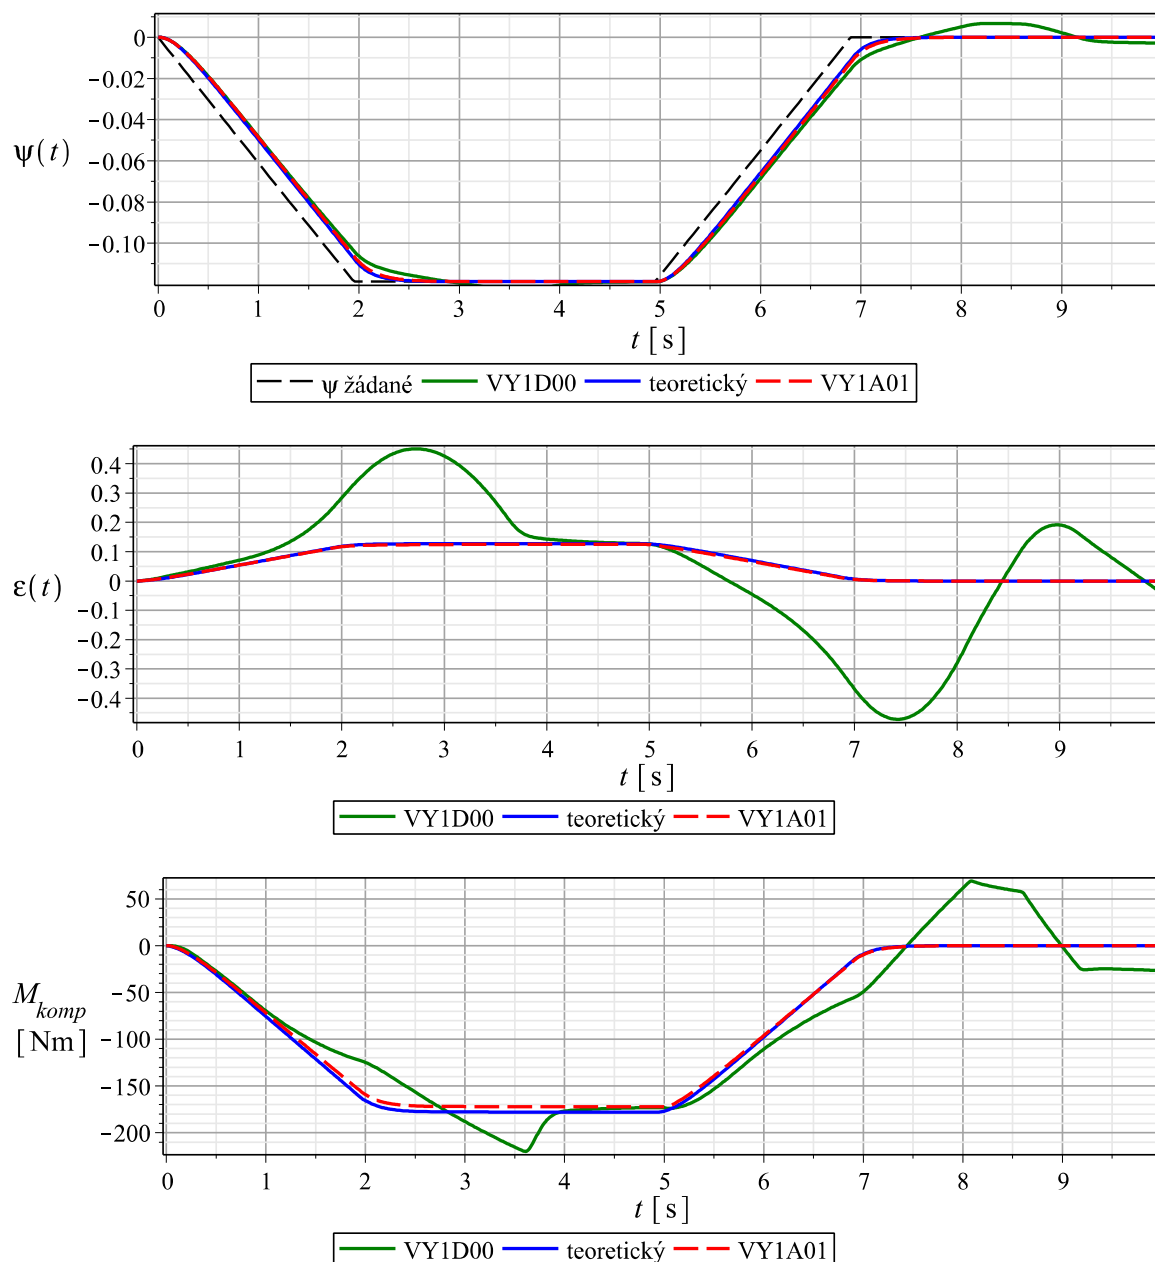 0
−0.02
−0.04
ψ(t)
−0.06
−0.08
−0.10
0 1 2 3 4 5 6 7 8 9
t [s]
ψ žádané VY1D00 teoretický VY1A01
0.4
0.3
0.2
0.1
0
ε(t)
−0.1
−0.2
−0.3
−0.4
0 1 2 3 4 5 6 7 8 9
t [s]
VY1D00 teoretický VY1A01
50
0
−50
M_komp
[Nm]
−100
−150
−200
0 1 2 3 4 5 6 7 8 9
t [s]
VY1D00 teoretický VY1A01